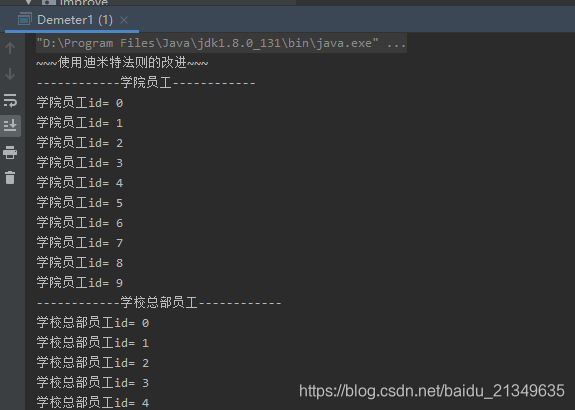 improve
Demeter1 (1) ×
"D:\Program Files\Java\jdk1.8.0_131\bin\java.exe" ...
~~~使用迪米特法则的改进~~~
------------学院员工------------
学院员工id= 0
学院员工id= 1
学院员工id= 2
学院员工id= 3
学院员工id= 4
学院员工id= 5
学院员工id= 6
学院员工id= 7
学院员工id= 8
学院员工id= 9
------------学校总部员工------------
学校总部员工id= 0
学校总部员工id= 1
学校总部员工id= 2
学校总部员工id= 3
学校总部员工id= 4
https://blog.csdn.net/baidu_21349635